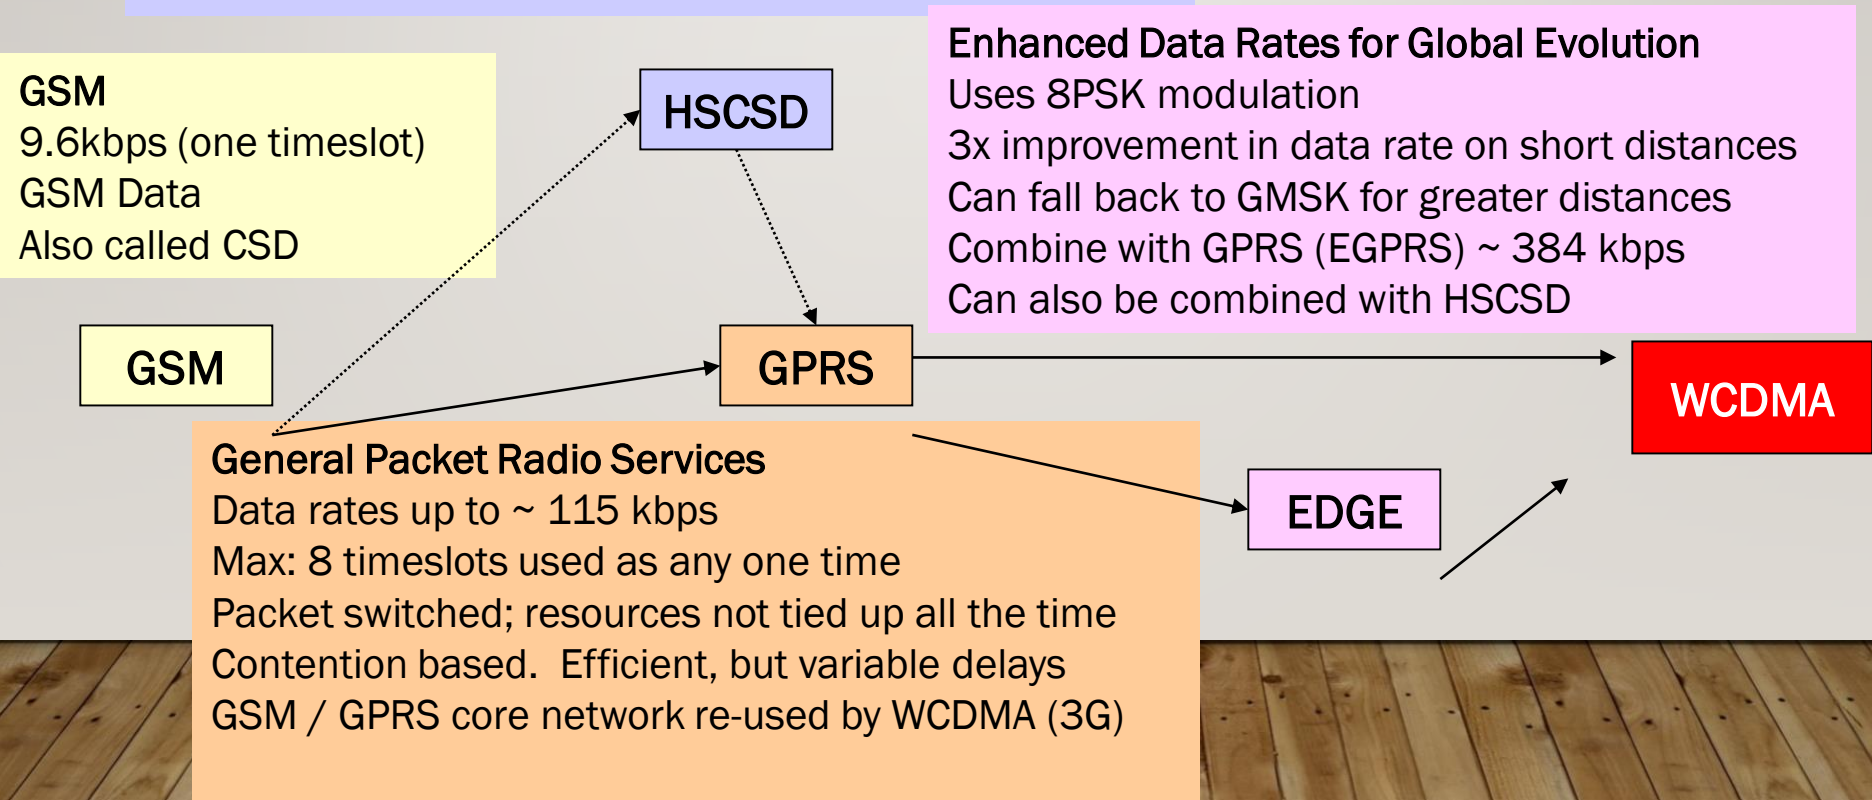 GSM
9.6kbps (one timeslot)
GSM Data
Also called CSD
HSCSD
Enhanced Data Rates for Global Evolution
Uses 8PSK modulation
3x improvement in data rate on short distances
Can fall back to GMSK for greater distances
Combine with GPRS (EGPRS) ~ 384 kbps
Can also be combined with HSCSD
GSM
GPRS
WCDMA
General Packet Radio Services
Data rates up to ~ 115 kbps
Max: 8 timeslots used as any one time
Packet switched; resources not tied up all the time
Contention based.  Efficient, but variable delays
GSM / GPRS core network re-used by WCDMA (3G)
EDGE